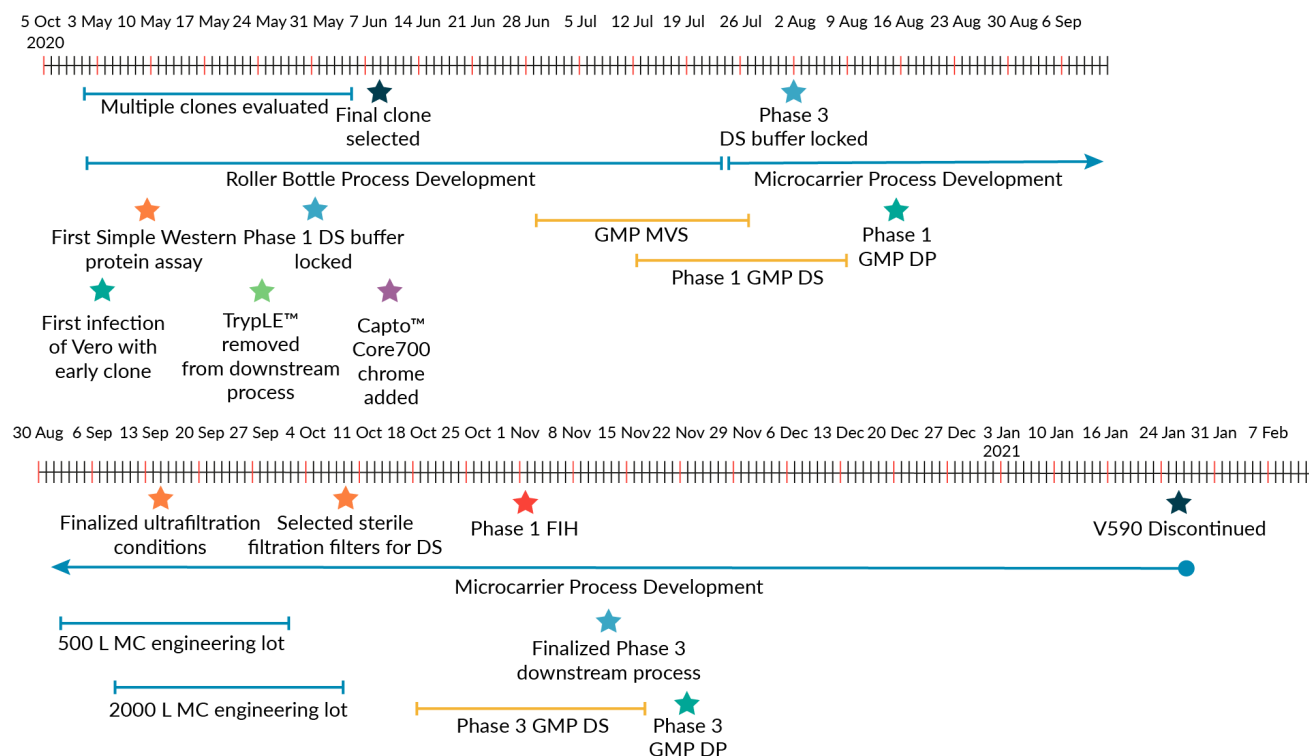 5 Oct 3 May 10 May 17 May 24 May 31 May 7 Jun 14 Jun 21 Jun 28 Jun 5 Jul 12 Jul 19 Jul 26 Jul 2 Aug 9 Aug 16 Aug 23 Aug 30 Aug 6 Sep
2020
Multiple clones evaluated
Final clone
selected
Phase 3
DS buffer locked
Roller Bottle Process Development
Microcarrier Process Development
First Simple Western
protein assay
Phase 1 DS buffer
locked
GMP MVS
Phase 1
GMP DP
Phase 1 GMP DS
First infection
of Vero with
early clone
TrypLE™
removed
from downstream
process
Capto™
Core700
chrome
added
30 Aug 6 Sep 13 Sep 20 Sep 27 Sep 4 Oct 11 Oct 18 Oct 25 Oct 1 Nov 8 Nov 15 Nov 22 Nov 29 Nov 6 Dec 13 Dec 20 Dec 27 Dec 3 Jan 10 Jan 16 Jan 24 Jan 31 Jan 7 Feb
2021
Finalized ultrafiltration
conditions
Selected sterile
filtration filters for DS
Phase 1 FIH
V590 Discontinued
Microcarrier Process Development
500 L MC engineering lot
Finalized Phase 3
downstream process
2000 L MC engineering lot
Phase 3 GMP DS
Phase 3
GMP DP